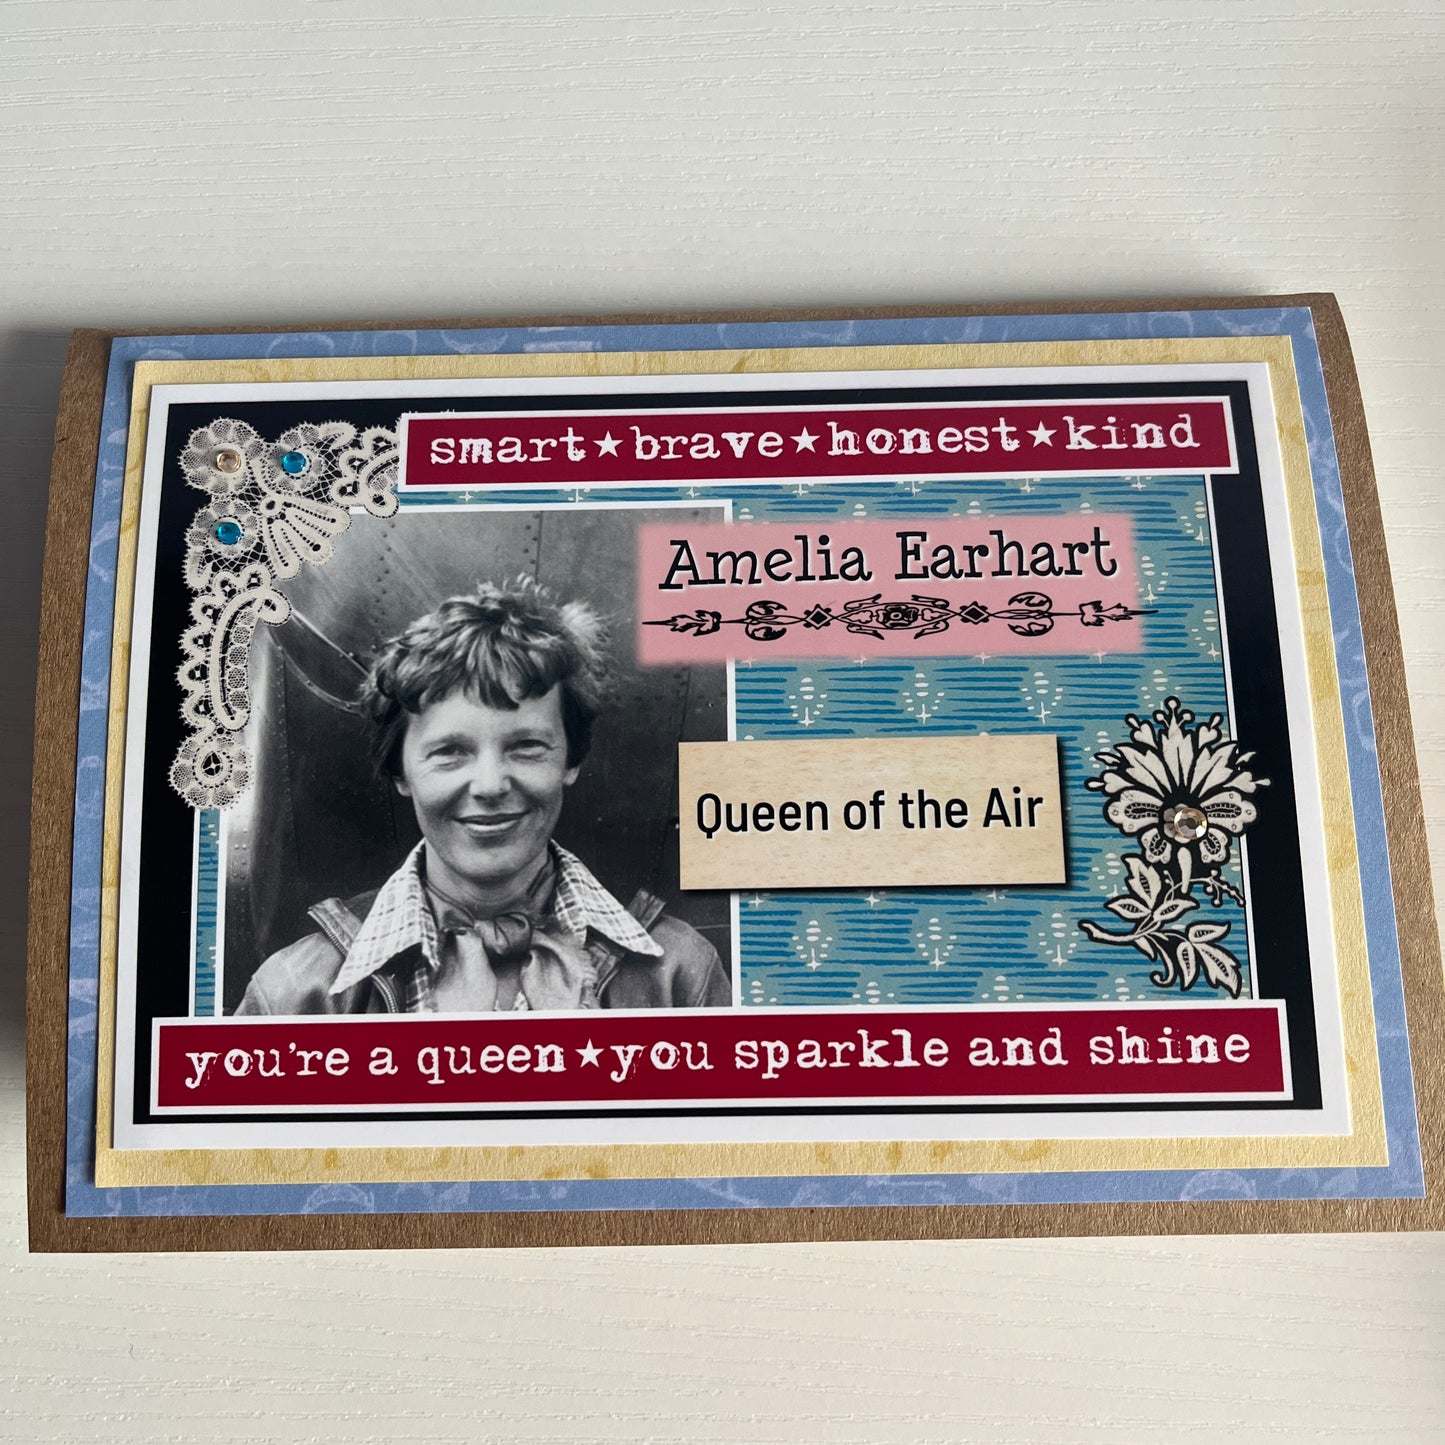 smart★brave★honest★kind
Amelia Earhart
Queen of the Air
you're a queen★you sparkle and shine